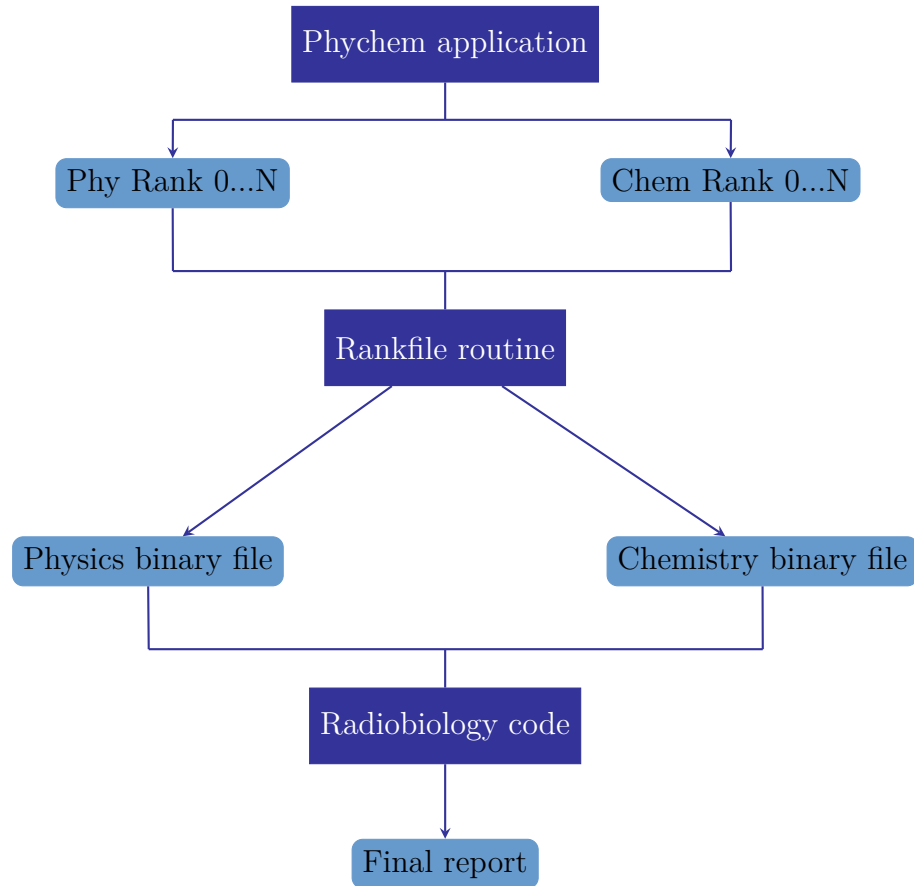 Phychem application
Phy Rank 0...N
Chem Rank 0...N
Rankfile routine
Physics binary file
Chemistry binary file
Radiobiology code
Final report